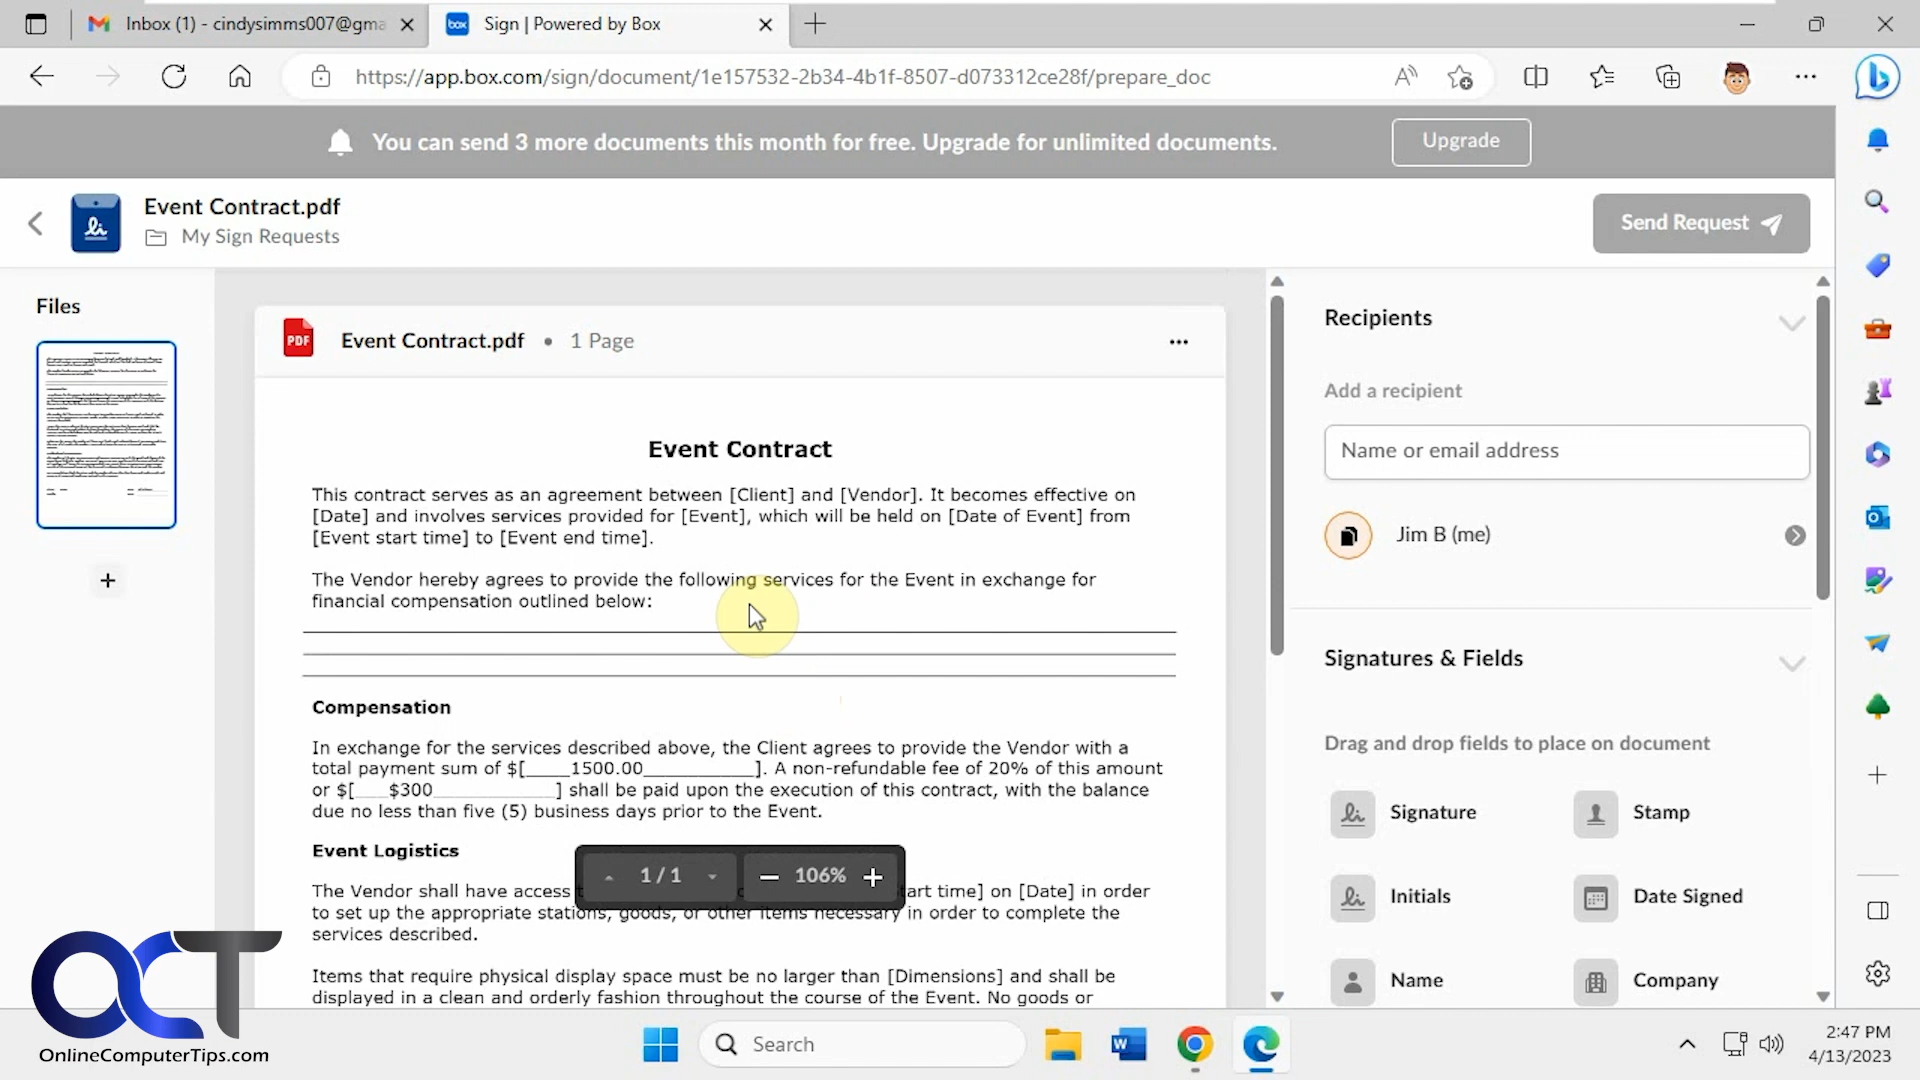 Inbox (1) - cindysimms007@gma
Sign | Powered by Box
https://app.box.com/sign/document/1e157532-2b34-4b1f-8507-d073312ce28f/prepare_doc
You can send 3 more documents this month for free. Upgrade for unlimited documents.
Upgrade
Event Contract.pdf
My Sign Requests
Send Request
Files
PDF
Event Contract.pdf • 1 Page
Event Contract
This contract serves as an agreement between [Client] and [Vendor]. It becomes effective on
[Date] and involves services provided for [Event], which will be held on [Date of Event] from
[Event start time] to [Event end time].
The Vendor hereby agrees to provide the following services for the Event in exchange for
financial compensation outlined below:
Compensation
In exchange for the services described above, the Client agrees to provide the Vendor with a
total payment sum of $[____1500.00__________]. A non-refundable fee of 20% of this amount
or $[___$300___________] shall be paid upon the execution of this contract, with the balance
due no less than five (5) business days prior to the Event.
Event Logistics
The Vendor shall have access
tart time] on [Date] in order
to set up the appropriate stations, goods, or other items necessary in order to complete the
services described.
Items that require physical display space must be no larger than [Dimensions] and shall be
displayed in a clean and orderly fashion throughout the course of the Event. No goods or
1 / 1
106%
Recipients
Add a recipient
Name or email address
Jim B (me)
Signatures & Fields
Drag and drop fields to place on document
Signature
Stamp
Initials
Date Signed
Name
Company
OCT
OnlineComputerTips.com
Search
2:47 PM
4/13/2023